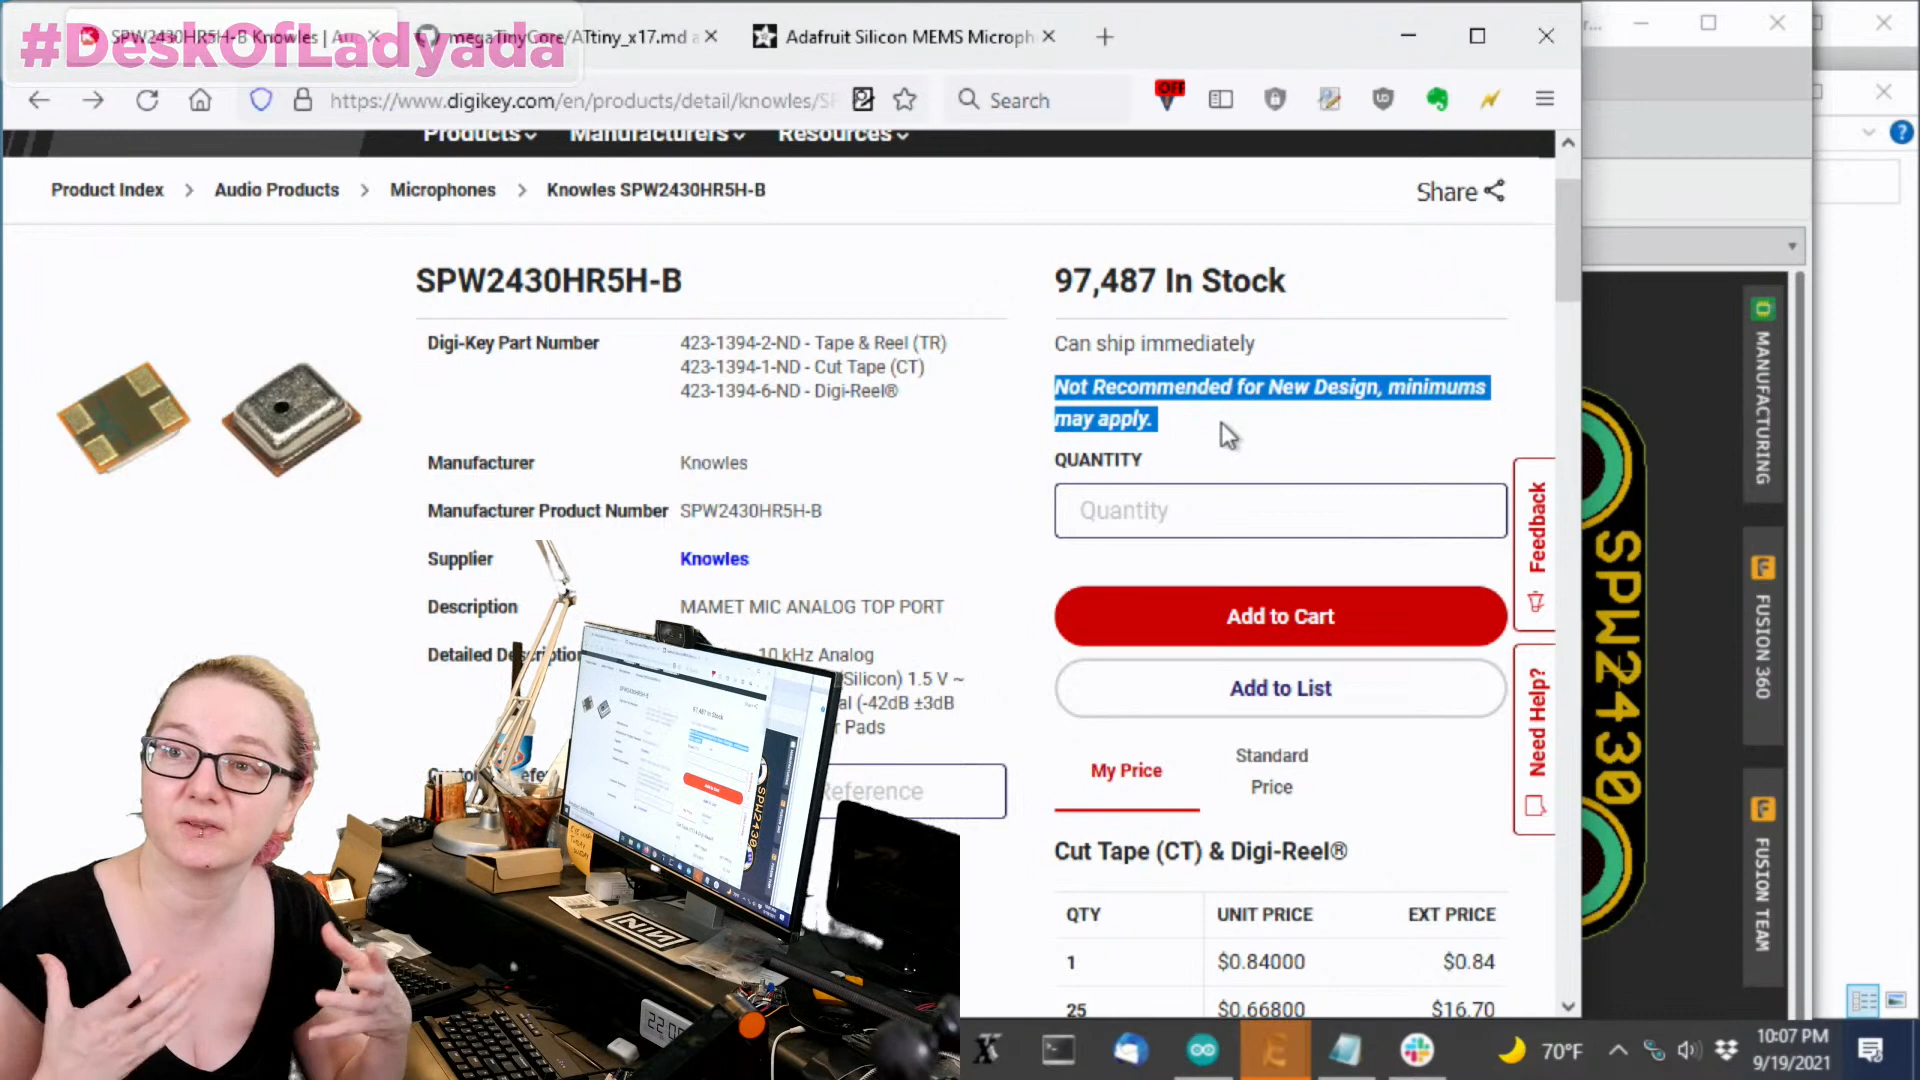 #DeskOfLadyada
SPW2430HR5H-B Knowles | Au
megaTinyCore/ATtiny_x17.md a
Adafruit Silicon MEMS Microph
https://www.digikey.com/en/products/detail/knowles/SP
Search
OFF
Products
Manufacturers
Resources
Product Index > Audio Products > Microphones > Knowles SPW2430HR5H-B
Share
SPW2430HR5H-B
Digi-Key Part Number
423-1394-2-ND - Tape & Reel (TR)
423-1394-1-ND - Cut Tape (CT)
423-1394-6-ND - Digi-Reel®
Manufacturer
Knowles
Manufacturer Product Number
SPW2430HR5H-B
Supplier
Knowles
Description
MAMET MIC ANALOG TOP PORT
Detailed Description
10 kHz Analog
Silicon) 1.5 V ~
al (-42dB ±3dB
r Pads
Reference
97,487 In Stock
Can ship immediately
Not Recommended for New Design, minimums
may apply.
QUANTITY
Quantity
Add to Cart
Add to List
My Price
Standard
Price
Cut Tape (CT) & Digi-Reel®
QTY UNIT PRICE EXT PRICE
1 $0.84000 $0.84
25 $0.66800 $16.70
Feedback
Need Help?
SPW2430
MANUFACTURING
FUSION 360
FUSION TEAM
70°F
10:07 PM
9/19/2021